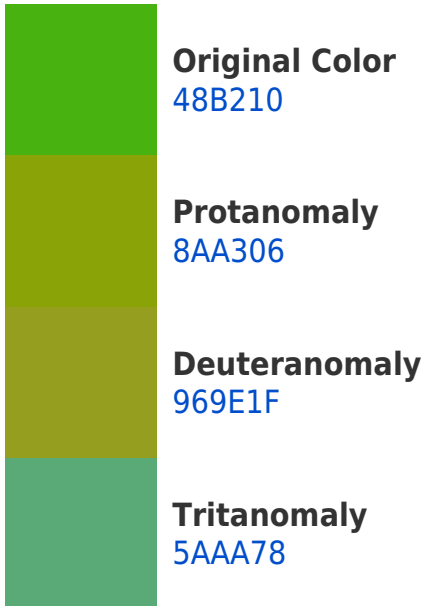 Original Color
48B210
Protanomaly
8AA306
Deuteranomaly
969E1F
Tritanomaly
5AAA78